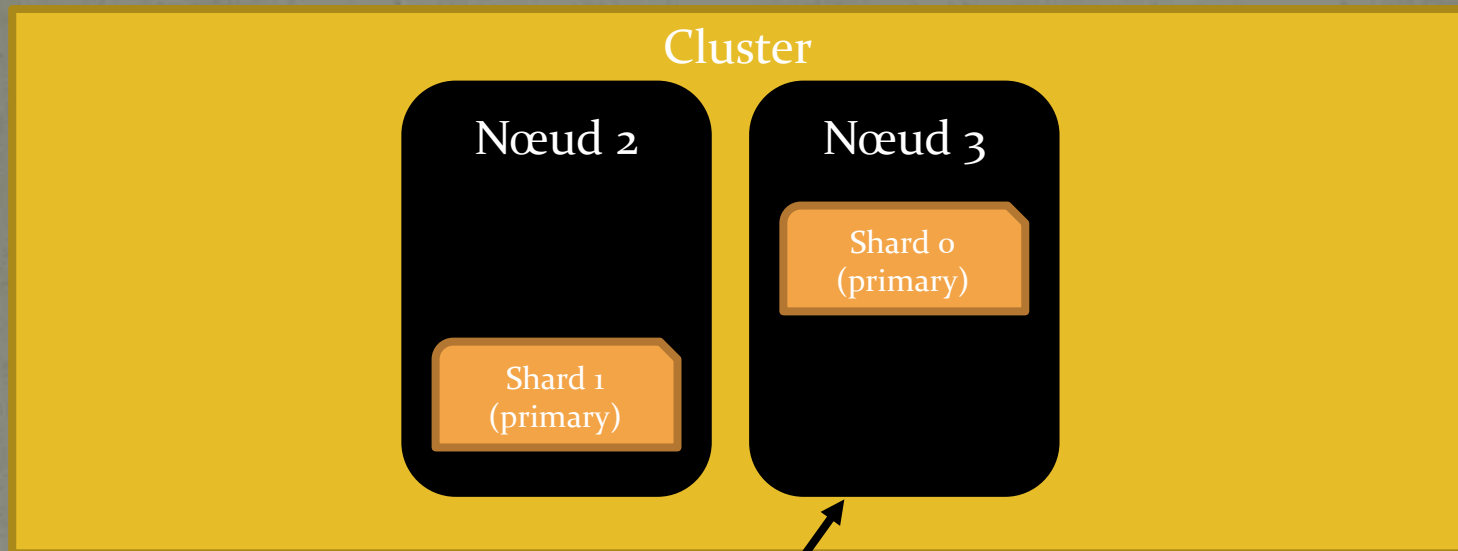 Cluster
Nœud 2
Nœud 3
Shard 0
(primary)
Shard 1
(primary)